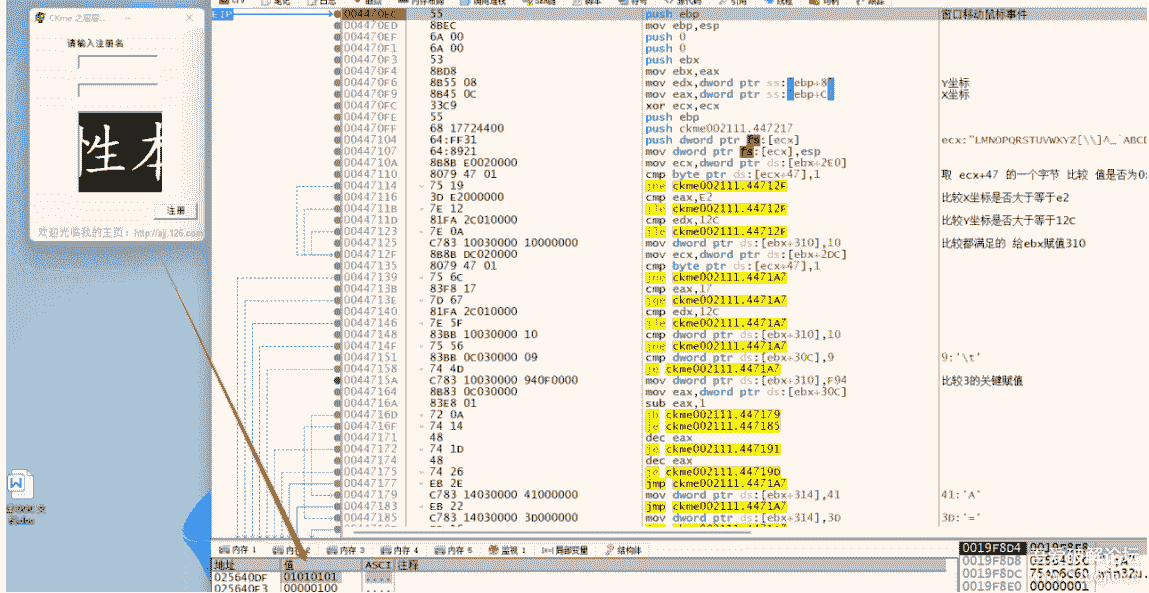 CKme 之屋屋...
请输入注册名
性本
注册
欢迎光临我的主页: http://ajj.126.com
EIP
004470EC 55 push ebp 窗口移动鼠标事件
004470ED 8BEC mov ebp,esp
004470EF 6A 00 push 0
004470F1 6A 00 push 0
004470F3 53 push ebx
004470F4 8BD8 mov ebx,eax
004470F6 8B55 08 mov edx,dword ptr ss:[ebp+8] Y坐标
004470F9 8B45 0C mov eax,dword ptr ss:[ebp+C] X坐标
004470FC 33C9 xor ecx,ecx
004470FE 55 push ebp
004470FF 68 17724400 push ckme002111.447217
00447104 64:FF31 push dword ptr fs:[ecx] ecx:"LMNOPQRSTUVWXYZ[\\]^_`ABCD
00447107 64:8921 mov dword ptr fs:[ecx],esp
0044710A 8B8B E0020000 mov ecx,dword ptr ds:[ebx+2E0]
00447110 8079 47 01 cmp byte ptr ds:[ecx+47],1 取 ecx+47 的一个字节 比较 值是否为0:
00447114 75 19 jne ckme002111.44712F
00447116 3D E2000000 cmp eax,E2 比较x坐标是否大于等于e2
0044711B 7E 12 jle ckme002111.44712F
0044711D 81FA 2C010000 cmp edx,12C 比较Y坐标是否大于等于12C
00447123 7E 0A jle ckme002111.44712F
00447125 C783 10030000 10000000 mov dword ptr ds:[ebx+310],10 比较都满足的 给ebx赋值310
0044712F 8B8B DC020000 mov ecx,dword ptr ds:[ebx+2DC]
00447135 8079 47 01 cmp byte ptr ds:[ecx+47],1
00447139 75 6C jne ckme002111.4471A7
0044713B 83F8 17 cmp eax,17
0044713E 7D 67 jge ckme002111.4471A7
00447140 81FA 2C010000 cmp edx,12C
00447146 7E 5F jle ckme002111.4471A7
00447148 83BB 10030000 10 cmp dword ptr ds:[ebx+310],10
0044714F 75 56 jne ckme002111.4471A7
00447151 83BB 0C030000 09 cmp dword ptr ds:[ebx+30C],9 9:'\t'
00447158 74 4D je ckme002111.4471A7
0044715A C783 10030000 940F0000 mov dword ptr ds:[ebx+310],F94 比较3的关键赋值
00447164 8B83 0C030000 mov eax,dword ptr ds:[ebx+30C]
0044716A 83E8 01 sub eax,1
0044716D 72 0A jb ckme002111.447179
0044716F 74 14 je ckme002111.447185
00447171 48 dec eax
00447172 74 1D je ckme002111.447191
00447174 48 dec eax
00447175 74 26 je ckme002111.44719D
00447177 EB 2E jmp ckme002111.4471A7
00447179 C783 14030000 41000000 mov dword ptr ds:[ebx+314],41 41:'A'
00447183 EB 22 jmp ckme002111.4471A7
00447185 C783 14030000 3D000000 mov dword ptr ds:[ebx+314],3D 3D:'='
内存 1 内存 2 内存 3 内存 4 内存 5 监视 1 局部变量 结构体
地址 值 ASCI 注释
025640DF 01010101 ....
025640E3 00000100 ....
0019F8D4
0019F8D8
0019F8DC 750D6C60 win32u.
0019F8E0 00000001